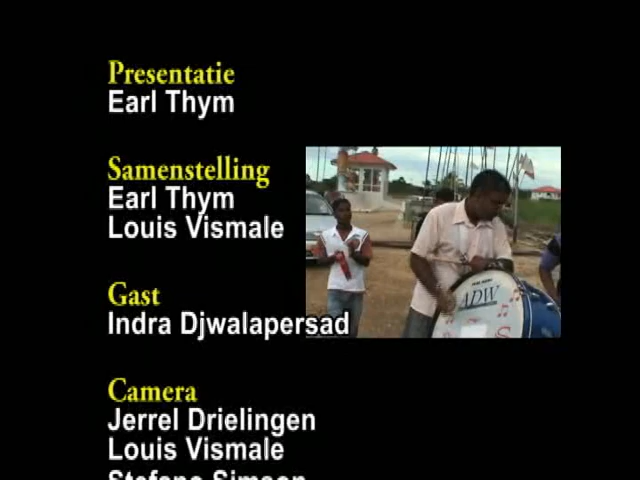 Presentatie
Earl Thym
Samenstelling
Earl Thym
Louis Vismale
Gast
Indra Djwalapersad
ADW
Camera
Jerrel Drielingen
Louis Vismale